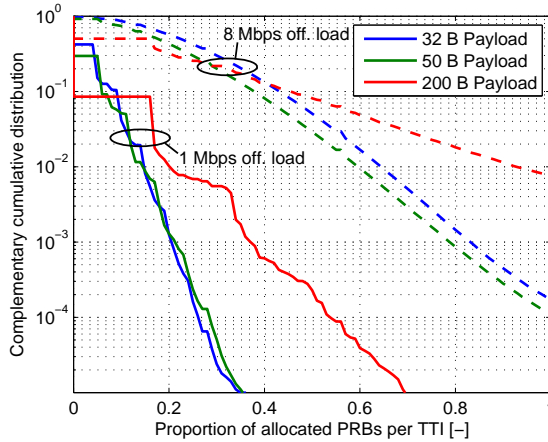 10^0
10^-1
10^-2
10^-3
10^-4
Complementary cumulative distribution
8 Mbps off. load
1 Mbps off. load
32 B Payload
50 B Payload
200 B Payload
0 0.2 0.4 0.6 0.8 1
Proportion of allocated PRBs per TTI [–]